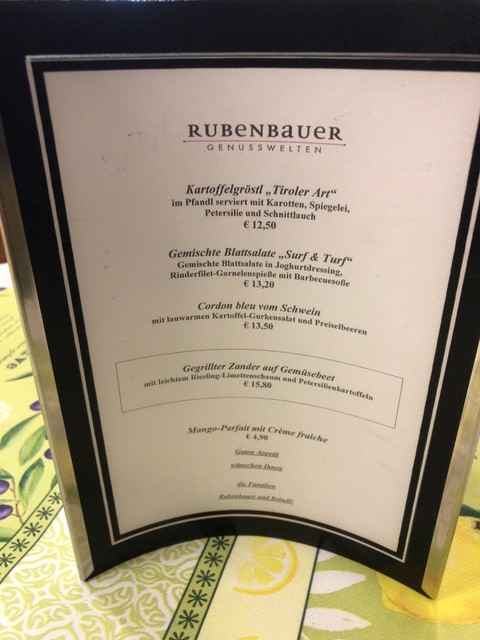 RUBENBAUER
GENUSSWELTEN
Kartoffelgröstl „Tiroler Art“
im Pfandl serviert mit Karotten, Spiegelei,
Petersilie und Schnittlauch
€ 12,50
Gemischte Blattsalate „Surf & Turf“
Gemischte Blattsalate in Joghurtdressing,
Rinderfilet-Garnelenspieße mit Barbecuesoße
€ 13,20
Cordon bleu vom Schwein
mit lauwarmen Kartoffel-Gurkensalat und Preiselbeeren
€ 13,50
Gegrillter Zander auf Gemüsebeet
mit leichtem Riesling-Limettenschaum und Petersilienkartoffeln
€ 15,80
Mango-Parfait mit Crème fraîche
€ 4,90
Guten Appetit
wünschen Ihnen
die Familien
Rubenbauer und Reindl!